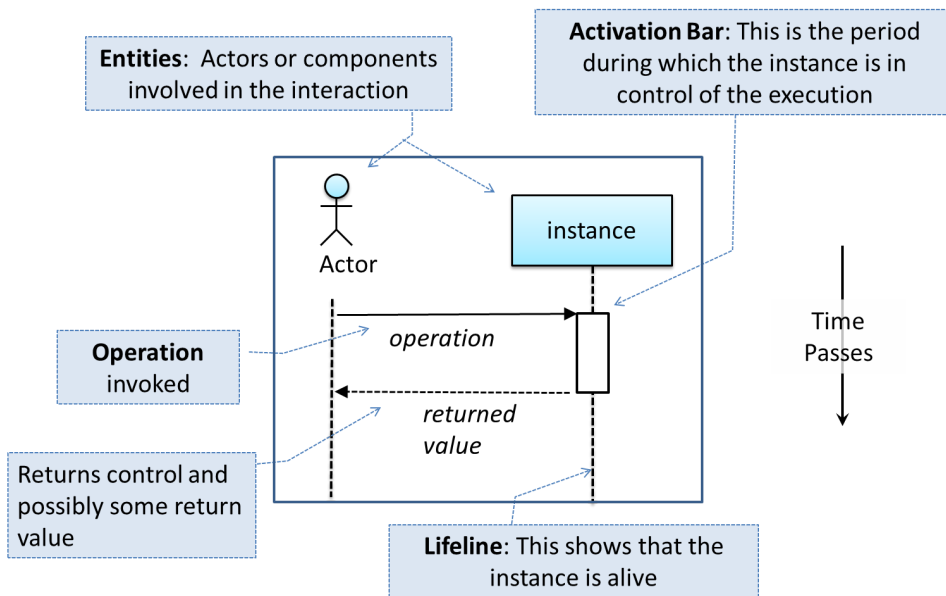 Entities: Actors or components
involved in the interaction
Activation Bar: This is the period
during which the instance is in
control of the execution
instance
Actor
operation
Operation
invoked
returned
value
Time
Passes
Returns control and
possibly some return
value
Lifeline: This shows that the
instance is alive